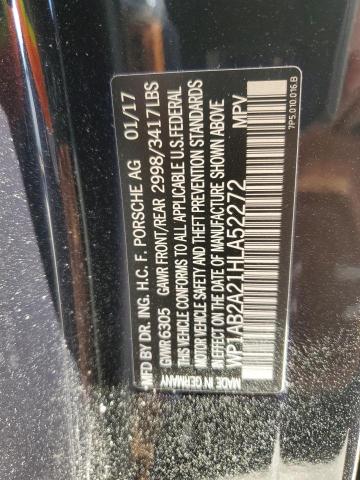 MFD BY DR. ING. H.C. F. PORSCHE AG 01/17
GVWR 6305 GAWR FRONT/REAR 2998/3417 LBS
THIS VEHICLE CONFORMS TO ALL APPLICABLE U.S. FEDERAL
MOTOR VEHICLE SAFETY AND THEFT PREVENTION STANDARDS
IN EFFECT ON THE DATE OF MANUFACTURE SHOWN ABOVE
WP1AB2A21HLA52272 MPV
MADE IN GERMANY
7P5.010.016.B